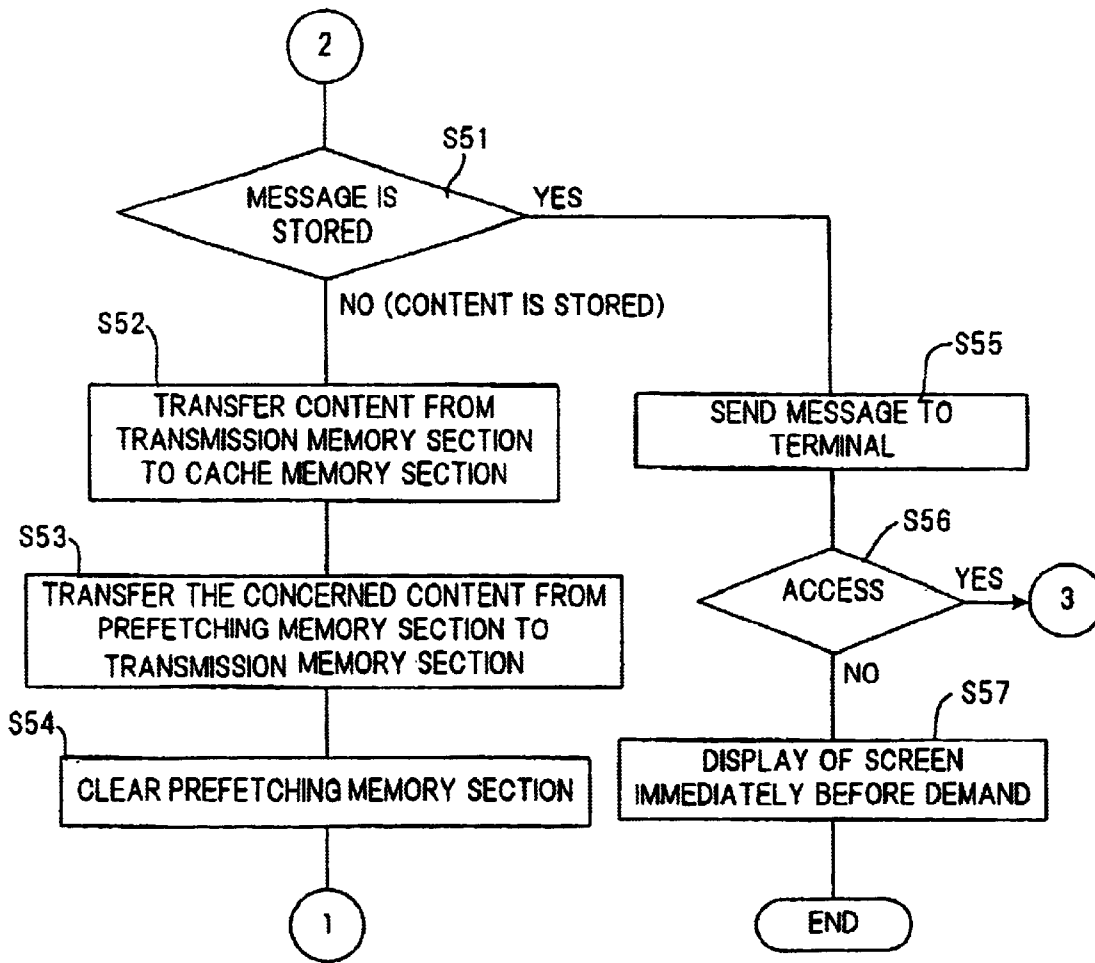 2
S51
MESSAGE IS
STORED
YES
NO (CONTENT IS STORED)
S52
TRANSFER CONTENT FROM
TRANSMISSION MEMORY SECTION
TO CACHE MEMORY SECTION
S53
TRANSFER THE CONCERNED CONTENT FROM
PREFETCHING MEMORY SECTION TO
TRANSMISSION MEMORY SECTION
S54
CLEAR PREFETCHING MEMORY SECTION
1
S55
SEND MESSAGE TO
TERMINAL
S56
ACCESS
YES
3
NO
S57
DISPLAY OF SCREEN
IMMEDIATELY BEFORE DEMAND
END